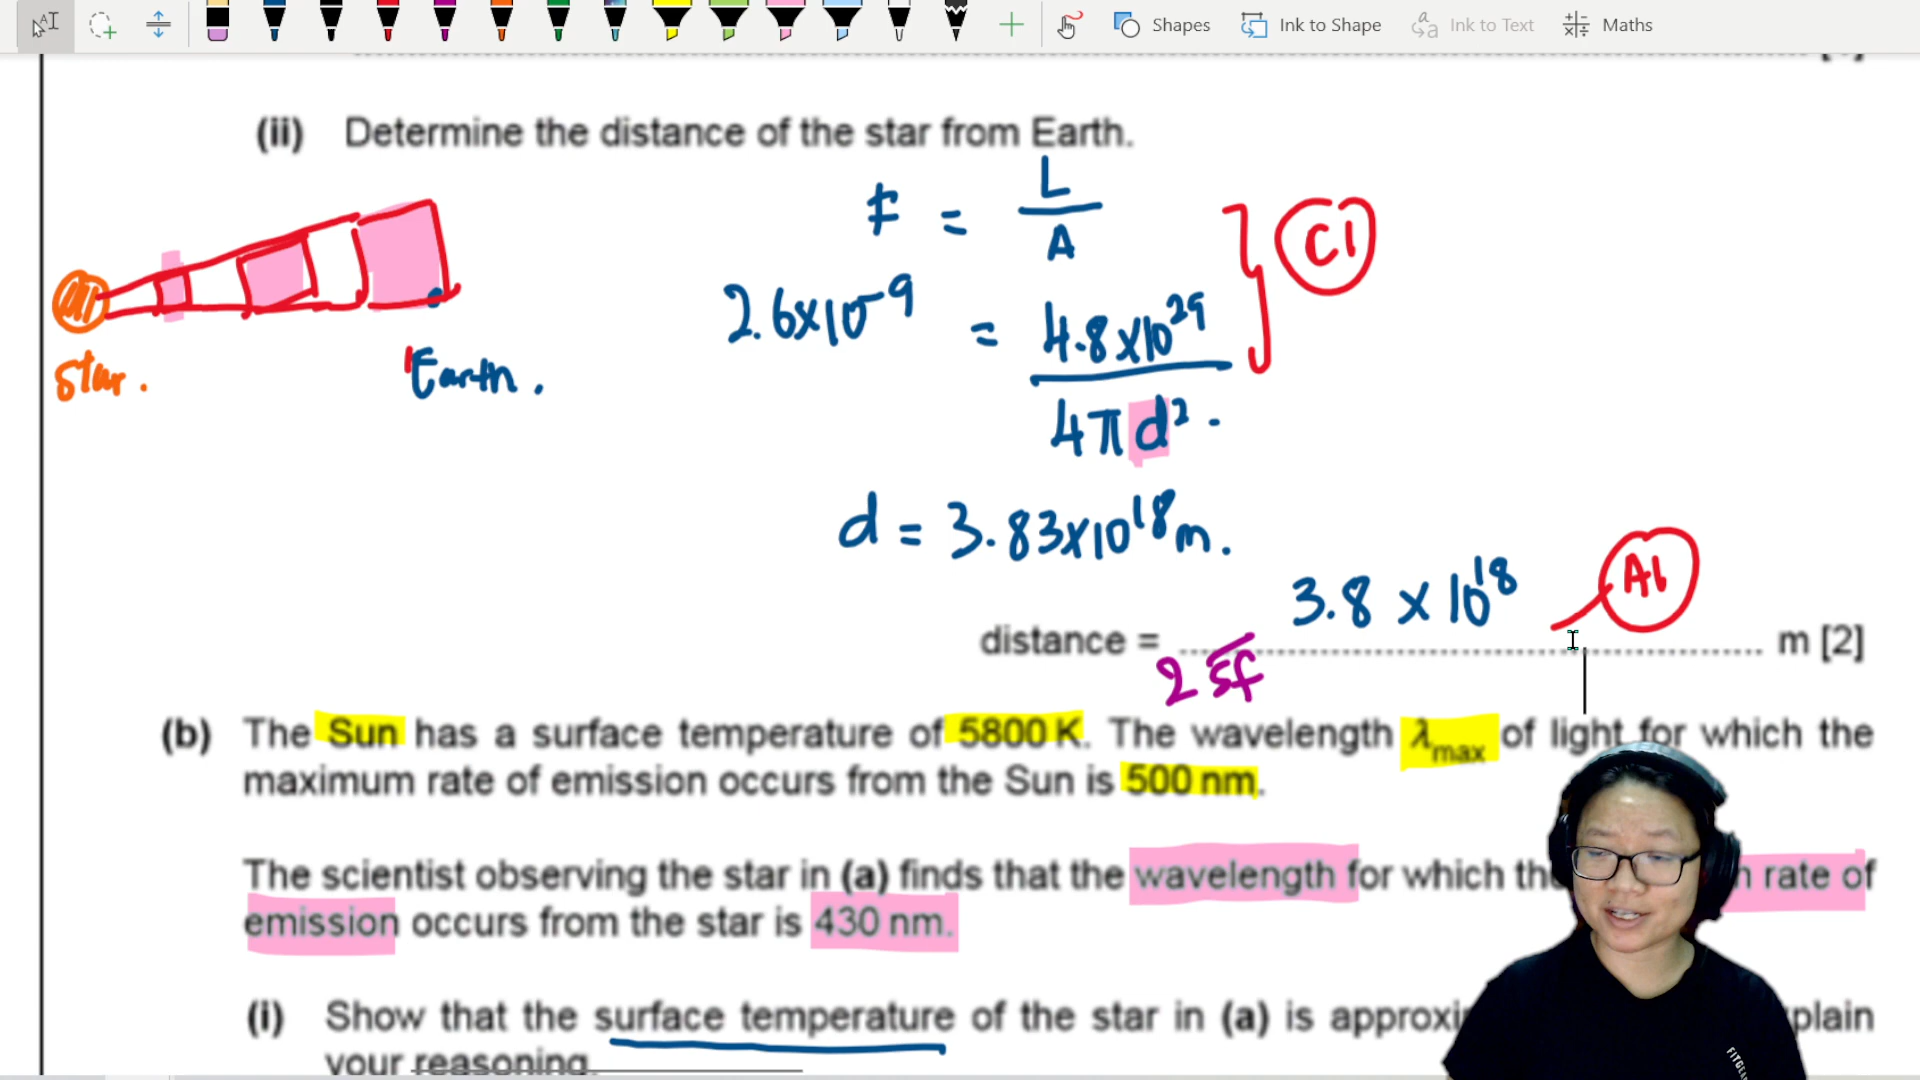 Shapes Ink to Shape Ink to Text Maths
(ii) Determine the distance of the star from Earth.
F = L / A
2.6x10^-9 = 4.8x10^29 / 4πd² .
C1
star. Earth.
d = 3.83x10^18 m.
3.8 x 10^18 A1
distance = ........ m [2]
2 sf
(b) The Sun has a surface temperature of 5800 K. The wavelength λmax of light for which the
maximum rate of emission occurs from the Sun is 500 nm.
The scientist observing the star in (a) finds that the wavelength for which rate of
emission occurs from the star is 430 nm.
(i) Show that the surface temperature of the star in (a) is
your reasoning.